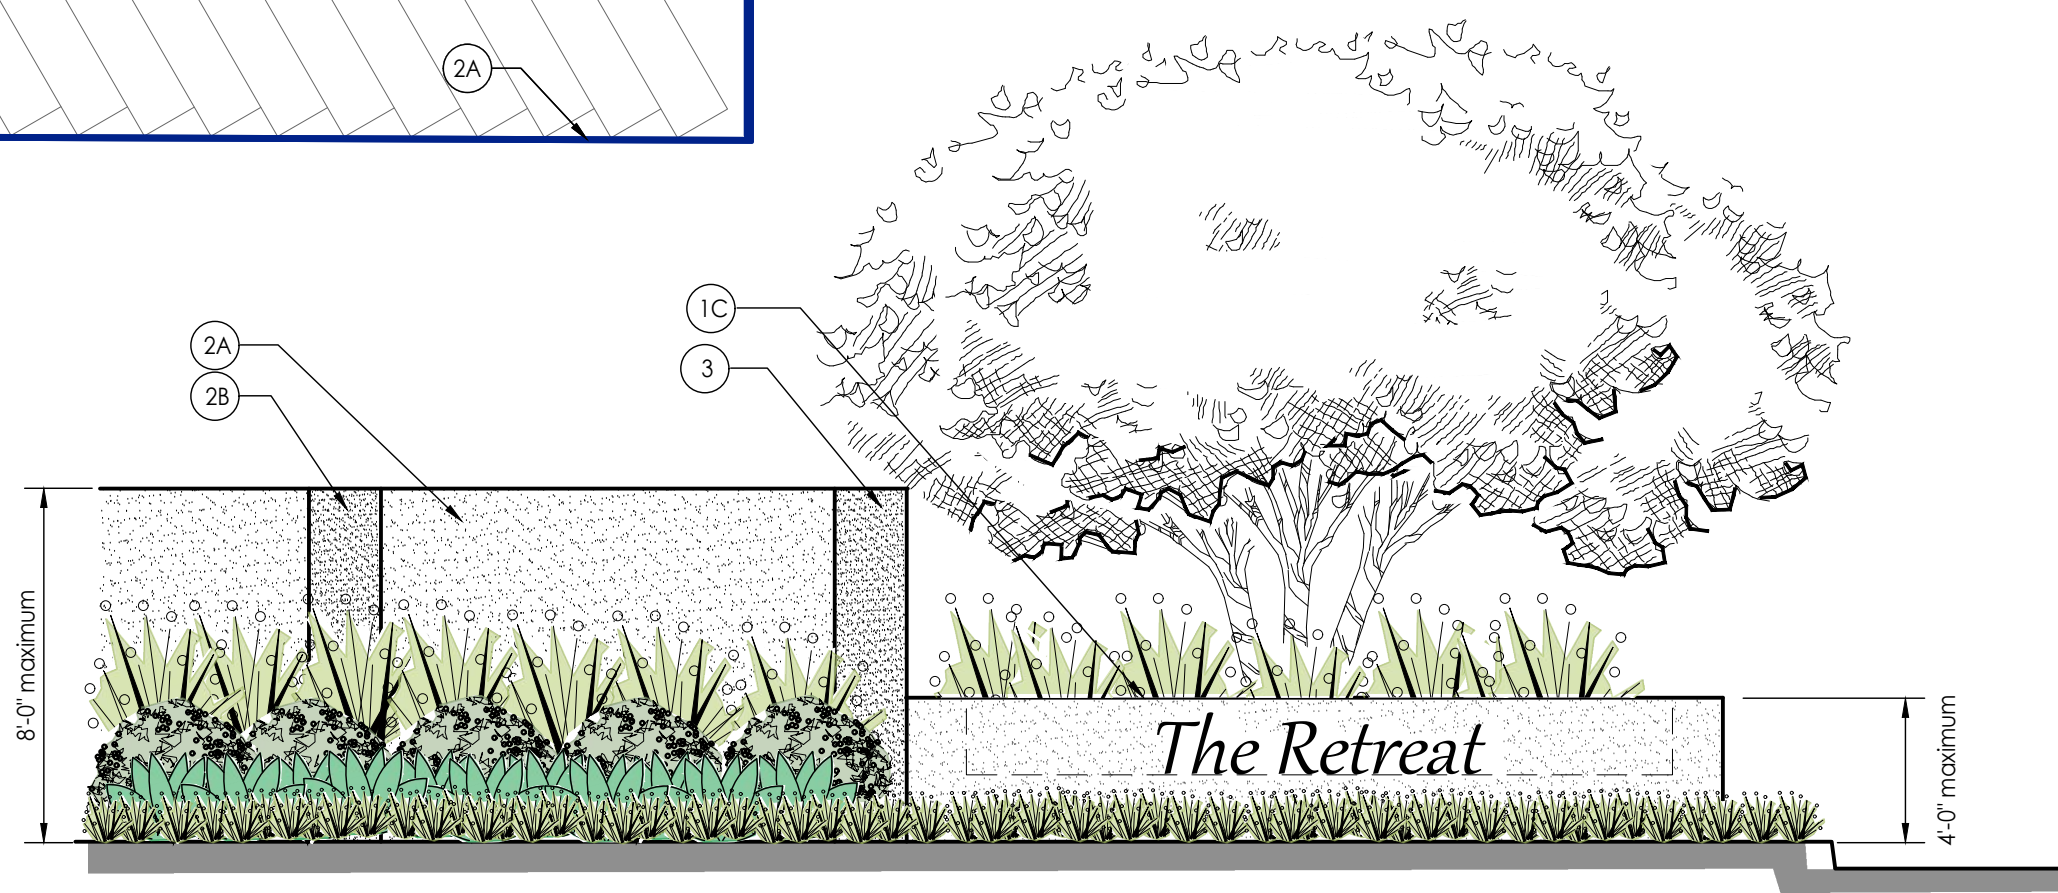 2A
1C
2A
3
2B
8'-0" maximum
The Retreat
4'-0" maximum